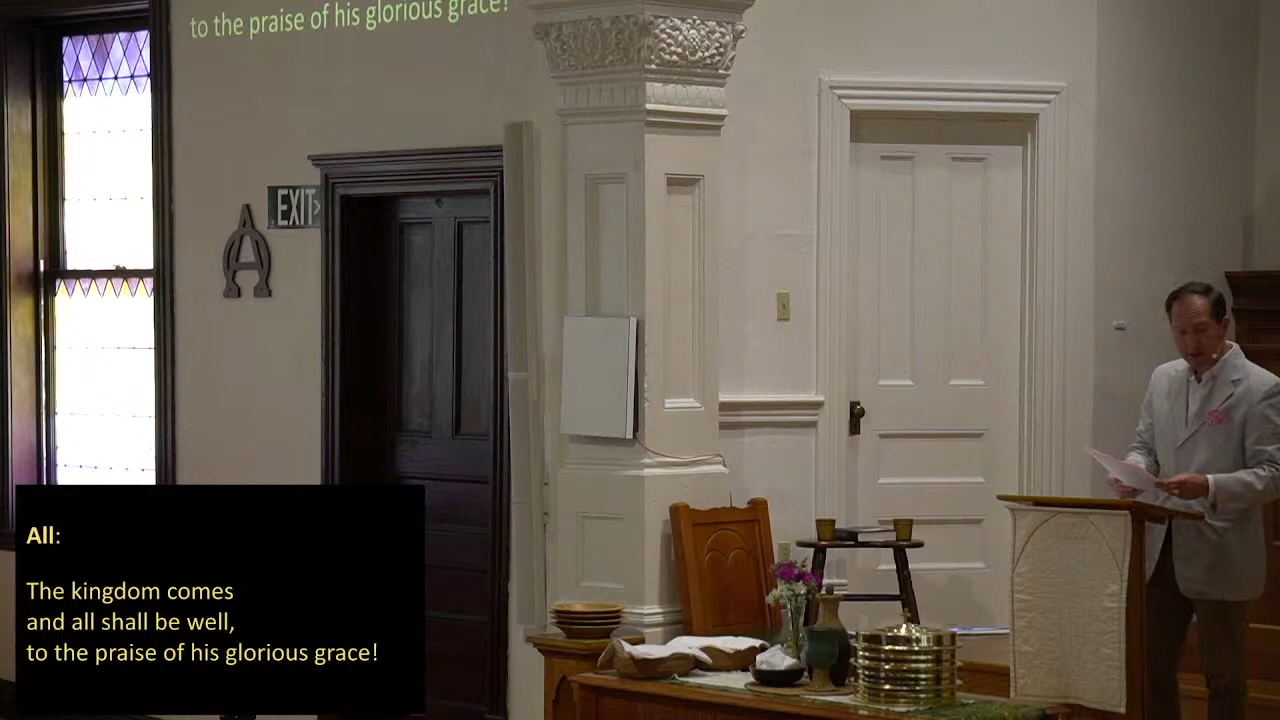 to the praise of his glorious grace!
EXIT
All:
The kingdom comes
and all shall be well,
to the praise of his glorious grace!